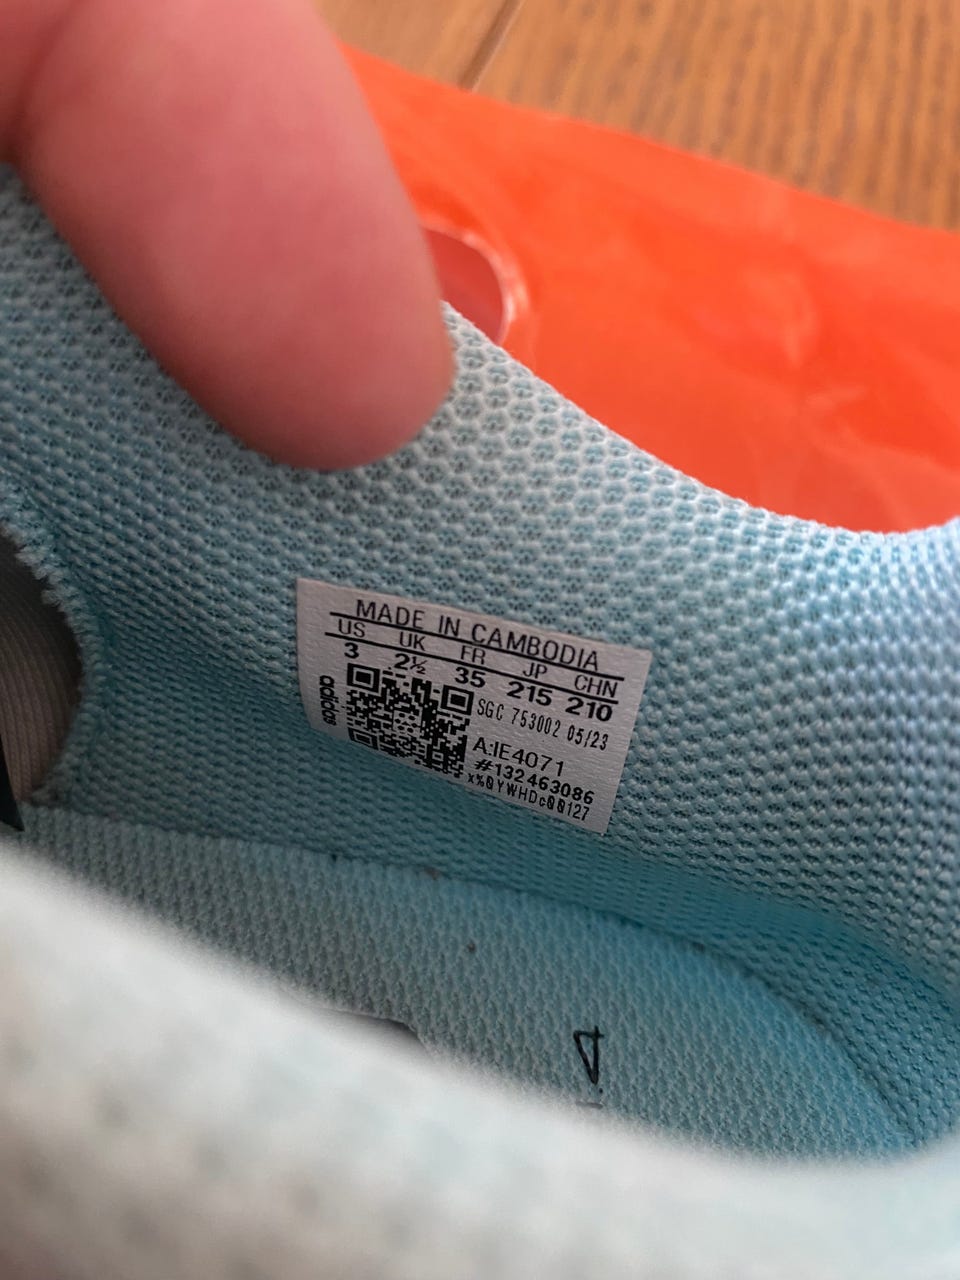 MADE IN CAMBODIA
US UK FR JP CHN
3 2½ 35 215 210
adidas
SGC 753002 05/23
A:IE4071
#132463086